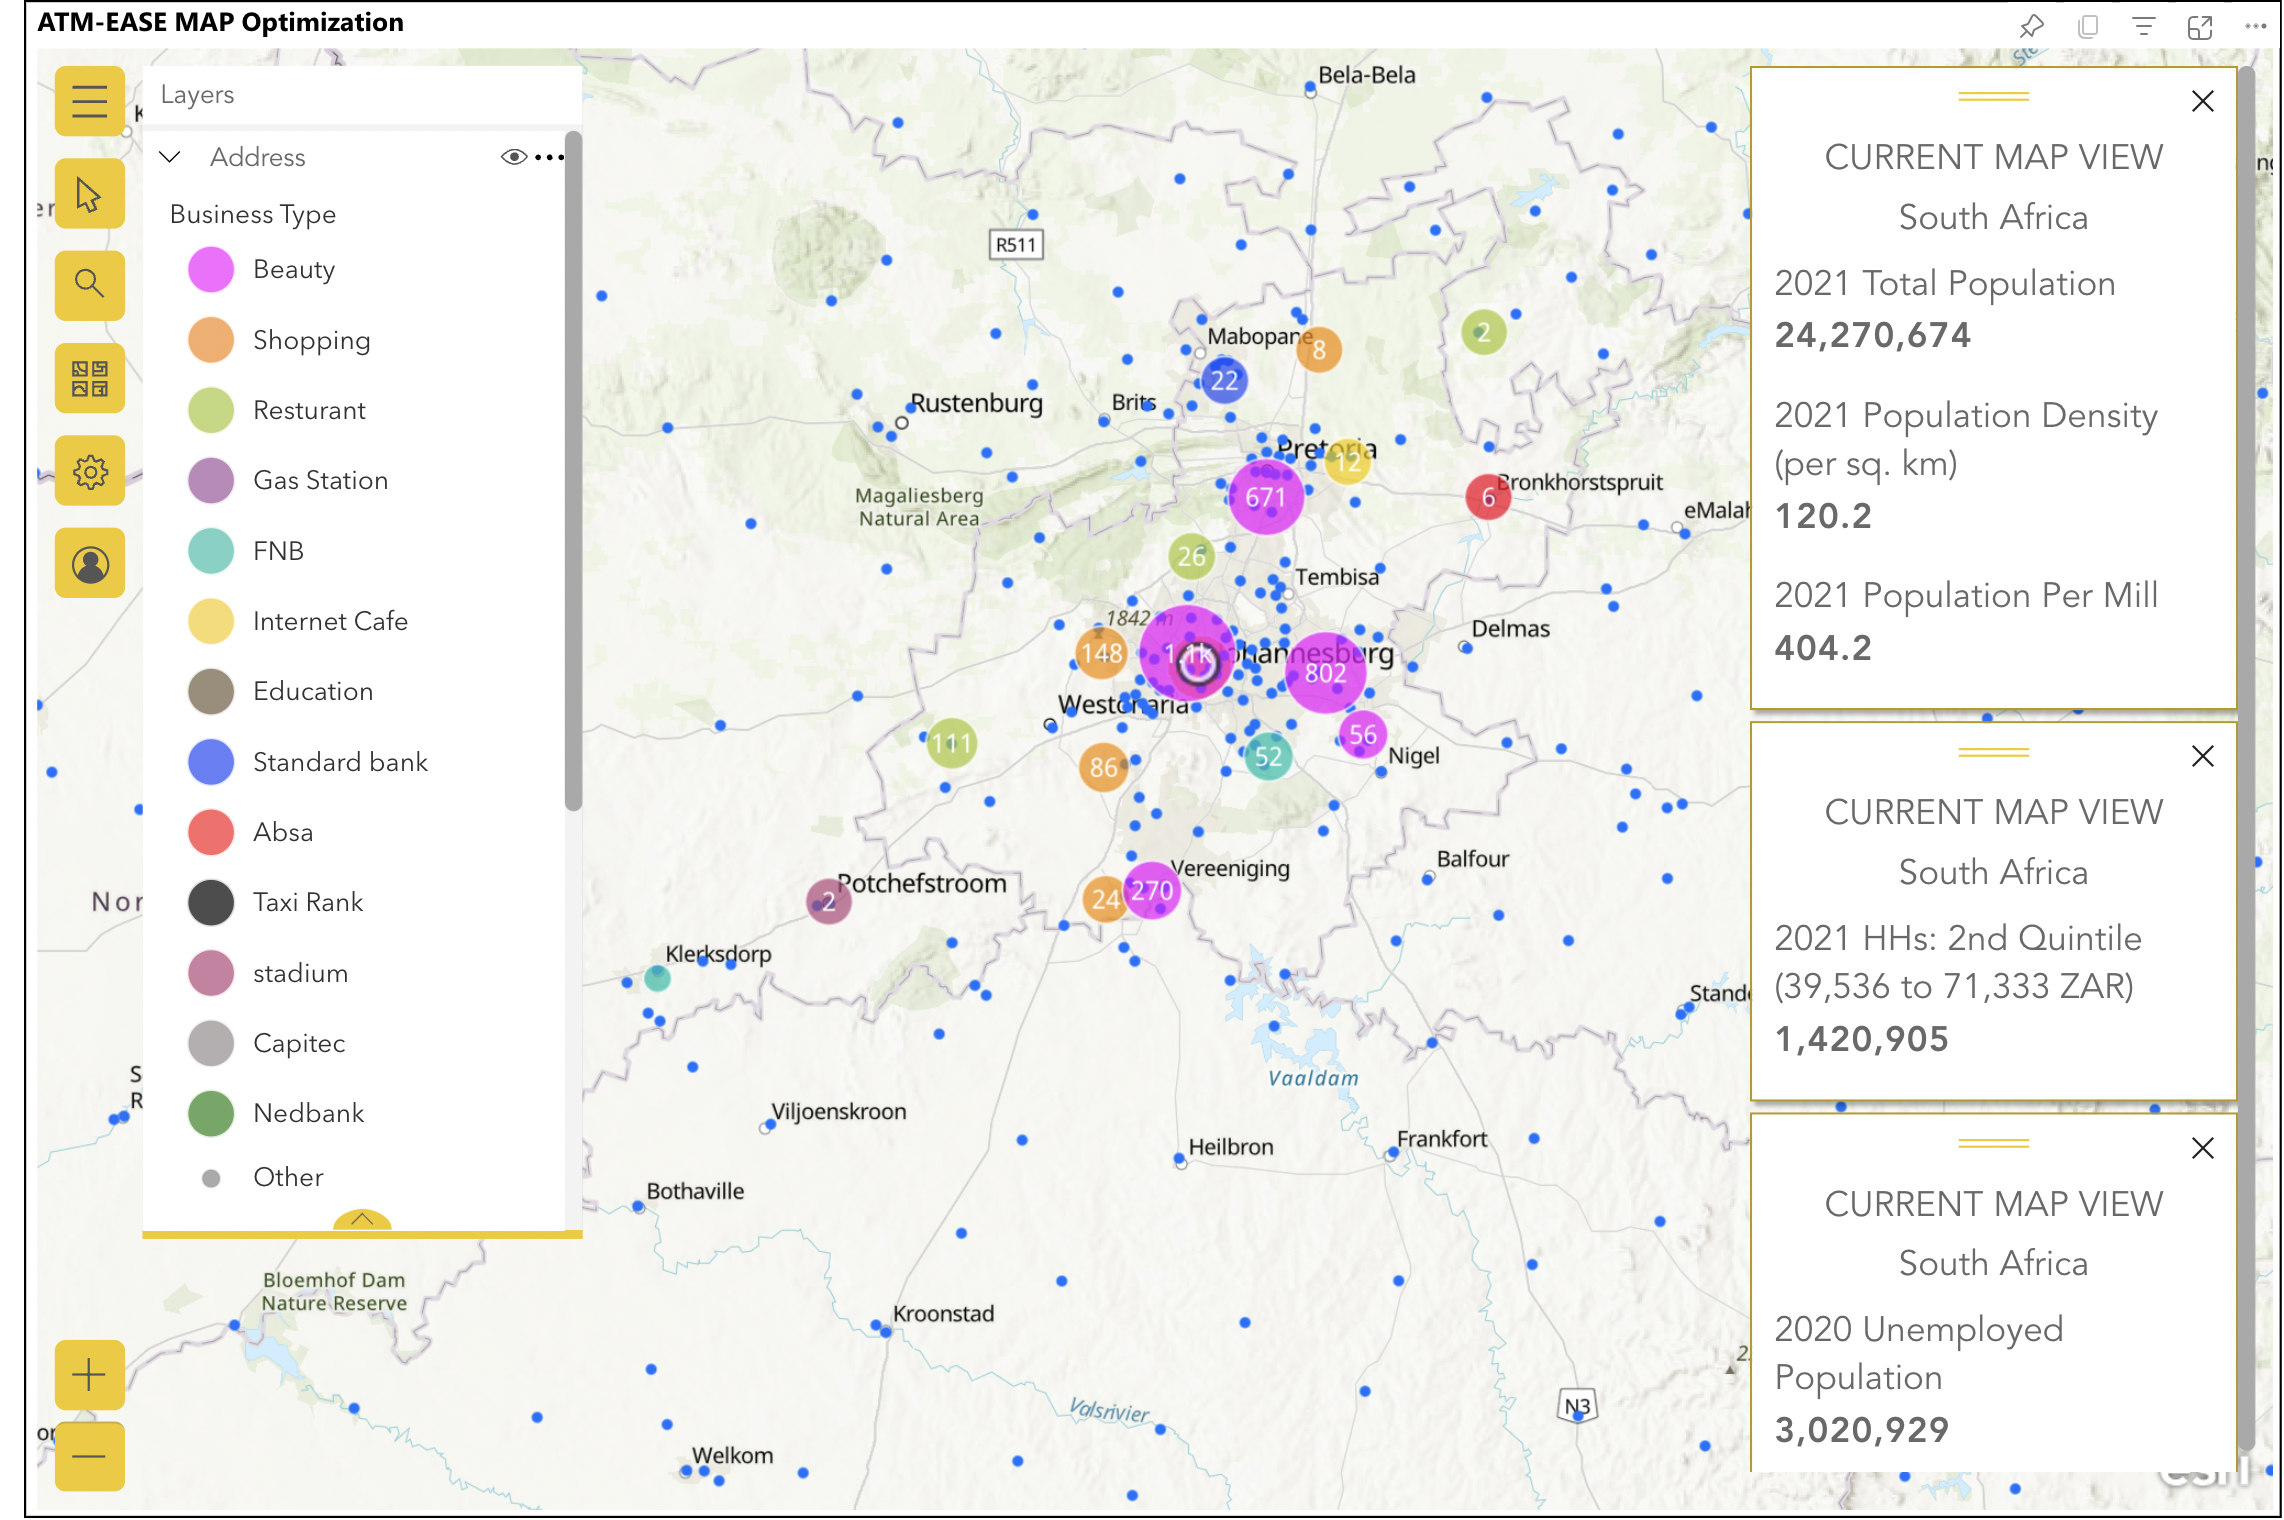 ATM-EASE MAP Optimization
Layers
Address
Business Type
Beauty
Shopping
Resturant
Gas Station
FNB
Internet Cafe
Education
Standard bank
Absa
Taxi Rank
stadium
Capitec
Nedbank
Other
Bela-Bela
R511
Mabopane
8
2
22
Rustenburg
Brits
Pretoria
12
Magaliesberg
Natural Area
671
6
Bronkhorstspruit
26
Tembisa
1842 m
Delmas
148
1.1k
802
Westonaria
111
56
Nigel
86
52
Balfour
Vereeniging
Potchefstroom
2
24
270
Klerksdorp
Vaaldam
Viljoenskroon
Heilbron
Frankfort
Bothaville
Bloemhof Dam
Nature Reserve
Kroonstad
Valsrivier
N3
Welkom
CURRENT MAP VIEW
South Africa
2021 Total Population
24,270,674
2021 Population Density
(per sq. km)
120.2
2021 Population Per Mill
404.2
CURRENT MAP VIEW
South Africa
2021 HHs: 2nd Quintile
(39,536 to 71,333 ZAR)
1,420,905
CURRENT MAP VIEW
South Africa
2020 Unemployed
Population
3,020,929
esri